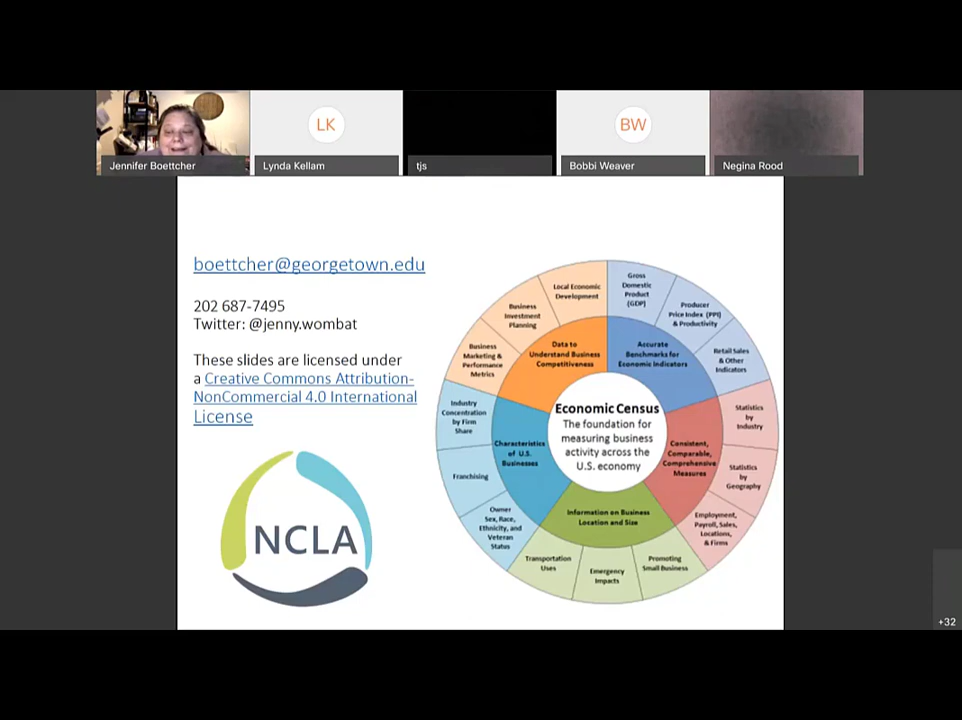 LK
BW
Jennifer Boettcher
Lynda Kellam
tjs
Bobbi Weaver
Negina Rood
boettcher@georgetown.edu
202 687-7495
Twitter: @jenny.wombat
These slides are licensed under
a Creative Commons Attribution-
NonCommercial 4.0 International
License
NCLA
Economic Census
The foundation for
measuring business
activity across the
U.S. economy
Accurate
Benchmarks for
Economic Indicators
Gross
Domestic
Product
(GDP)
Producer
Price Index (PPI)
& Productivity
Retail Sales
& Other
Indicators
Consistent,
Comparable,
Comprehensive
Measures
Statistics
by
Industry
Statistics
by
Geography
Employment,
Payroll, Sales,
Locations,
& Firms
Information on Business
Location and Size
Promoting
Small Business
Emergency
Impacts
Transportation
Uses
Characteristics
of U.S.
Businesses
Owner
Sex, Race,
Ethnicity, and
Veteran
Status
Franchising
Industry
Concentration
by Firm
Share
Data to
Understand Business
Competitiveness
Business
Marketing &
Performance
Metrics
Business
Investment
Planning
Local Economic
Development
+32